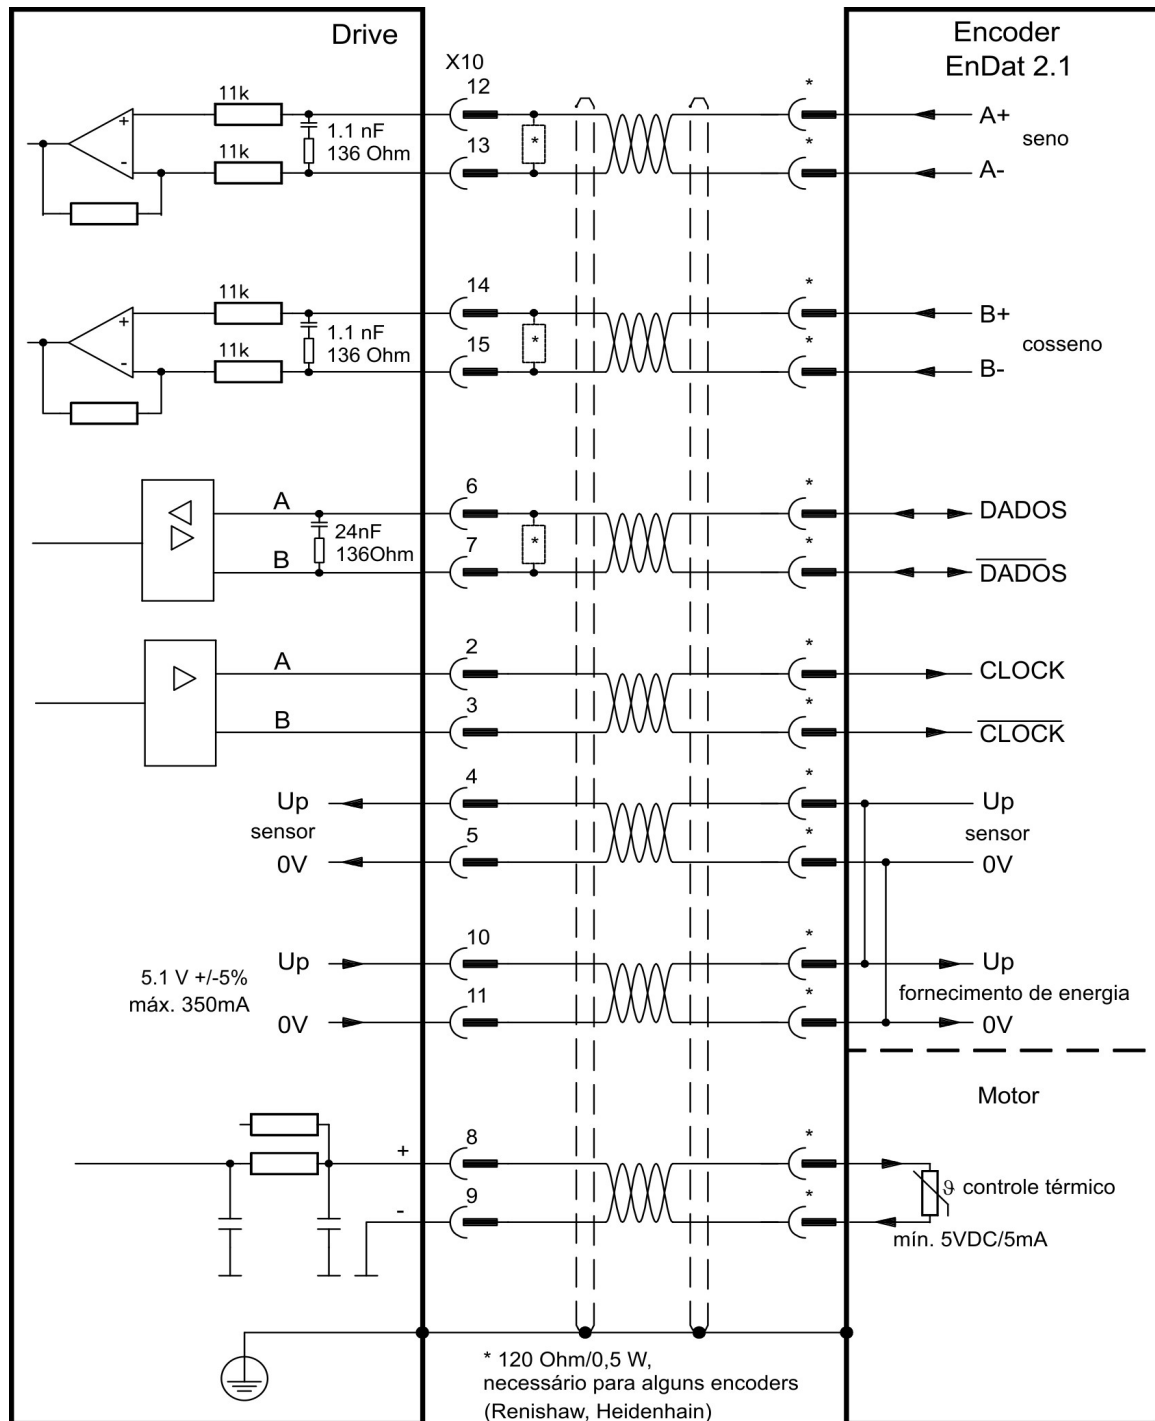 Drive
Encoder
EnDat 2.1
X10
12
*
11k
A+
+
1.1 nF
136 Ohm
seno
13
*
*
11k
-
A-
14
*
11k
B+
+
1.1 nF
136 Ohm
cosseno
15
*
*
11k
-
B-
6
*
A
DADOS
24nF
136Ohm
7
*
*
B
DADOS
2
*
A
CLOCK
3
*
B
CLOCK
4
*
Up
Up
sensor
sensor
5
*
0V
0V
10
*
Up
Up
5.1 V +/-5%
máx. 350mA
11
*
fornecimento de energia
0V
0V
Motor
8
*
+
ϑ controle térmico
9
*
-
mín. 5VDC/5mA
* 120 Ohm/0,5 W,
necessário para alguns encoders
(Renishaw, Heidenhain)